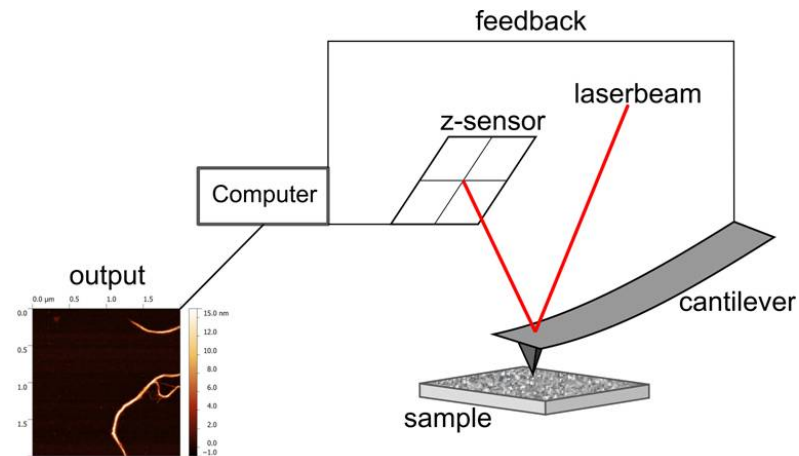 feedback
laserbeam
z-sensor
Computer
output
cantilever
sample
0.0 µm 0.5 1.0 1.5
0.0
0.5
1.0
1.5
15.0 nm
12.0
10.0
8.0
6.0
4.0
2.0
0.0
−1.0